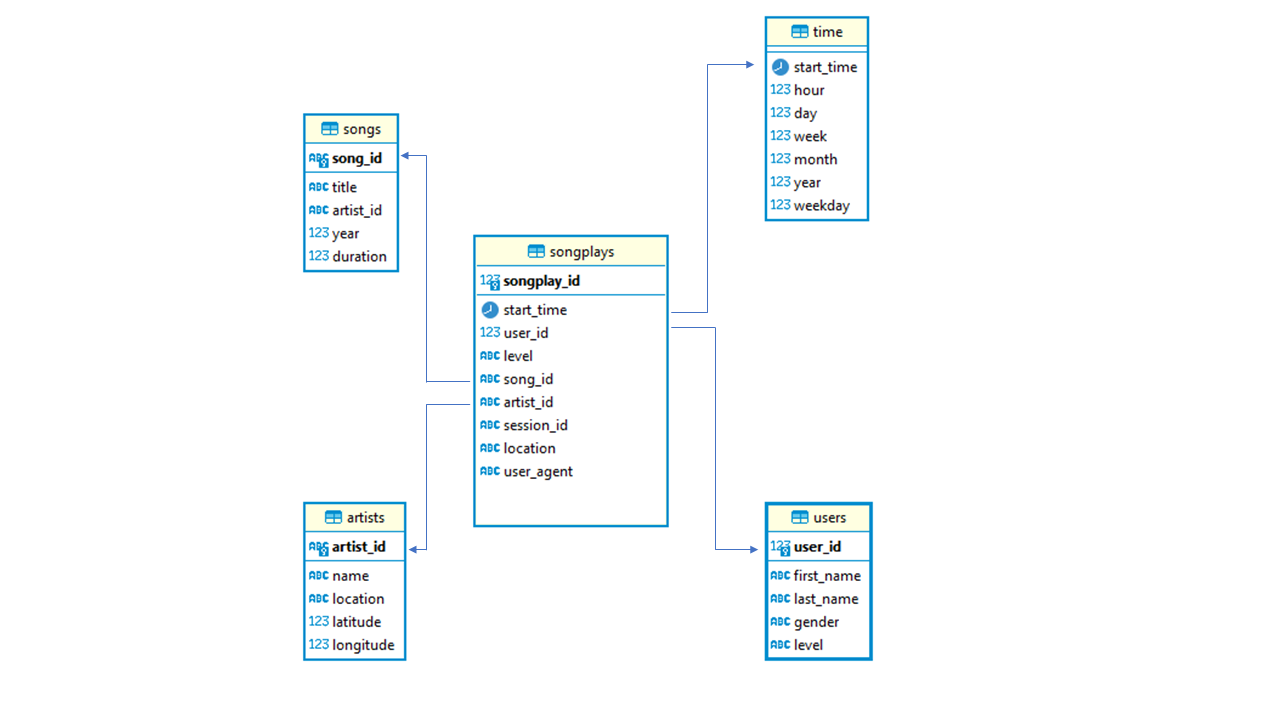 time
start_time
123 hour
123 day
123 week
123 month
123 year
123 weekday
songs
ABC song_id
ABC title
ABC artist_id
123 year
123 duration
songplays
123 songplay_id
start_time
123 user_id
ABC level
ABC song_id
ABC artist_id
ABC session_id
ABC location
ABC user_agent
artists
ABC artist_id
ABC name
ABC location
123 latitude
123 longitude
users
123 user_id
ABC first_name
ABC last_name
ABC gender
ABC level